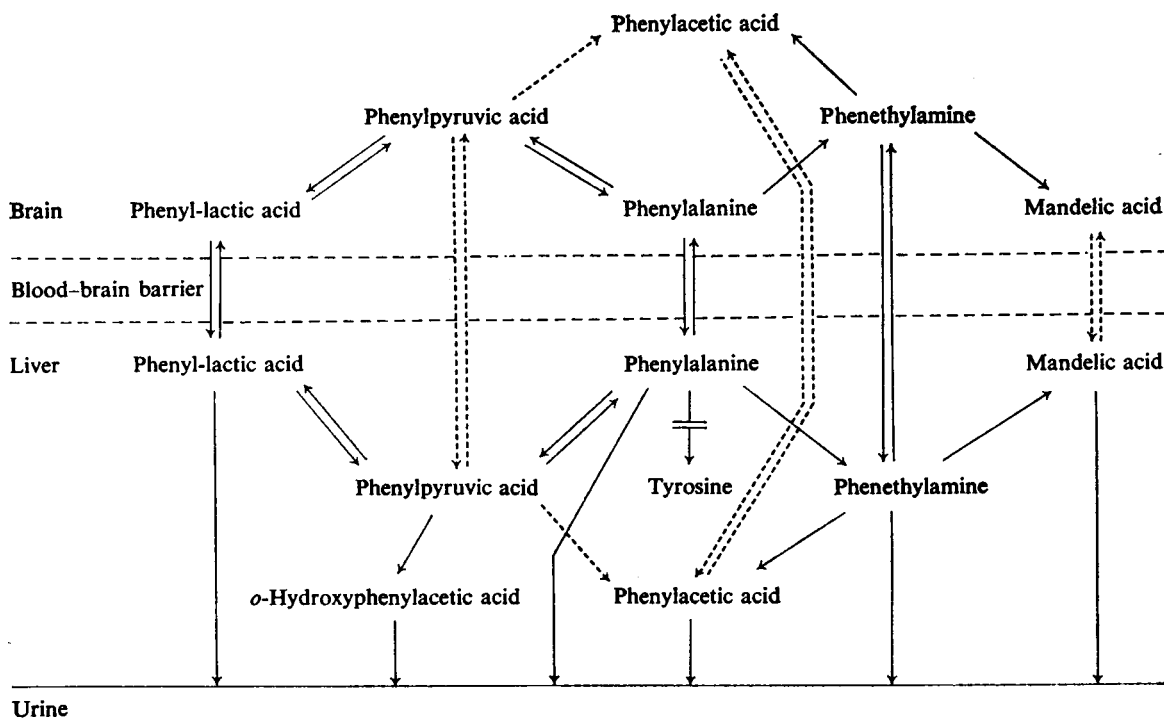 Phenylacetic acid
Phenylpyruvic acid
Phenethylamine
Brain
Phenyl-lactic acid
Phenylalanine
Mandelic acid
Blood–brain barrier
Liver
Phenyl-lactic acid
Phenylalanine
Mandelic acid
Phenylpyruvic acid
Tyrosine
Phenethylamine
o-Hydroxyphenylacetic acid
Phenylacetic acid
Urine